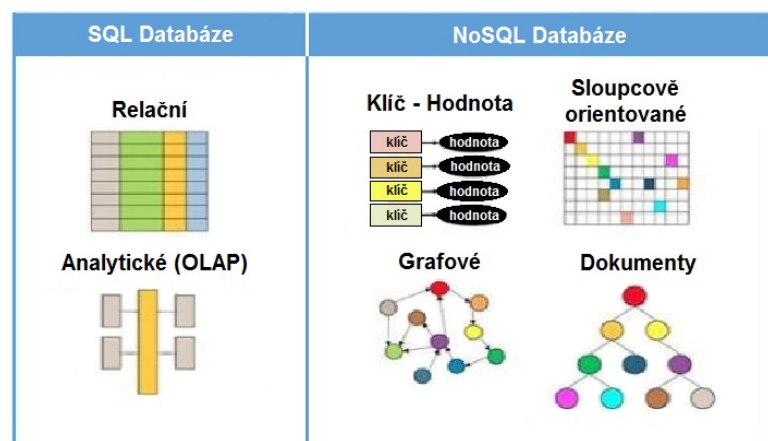 SQL Databáze
NoSQL Databáze
Relační
Analytické (OLAP)
Klíč - Hodnota
klíč hodnota
klíč hodnota
klíč hodnota
klíč hodnota
Sloupcově
orientované
Grafové
Dokumenty